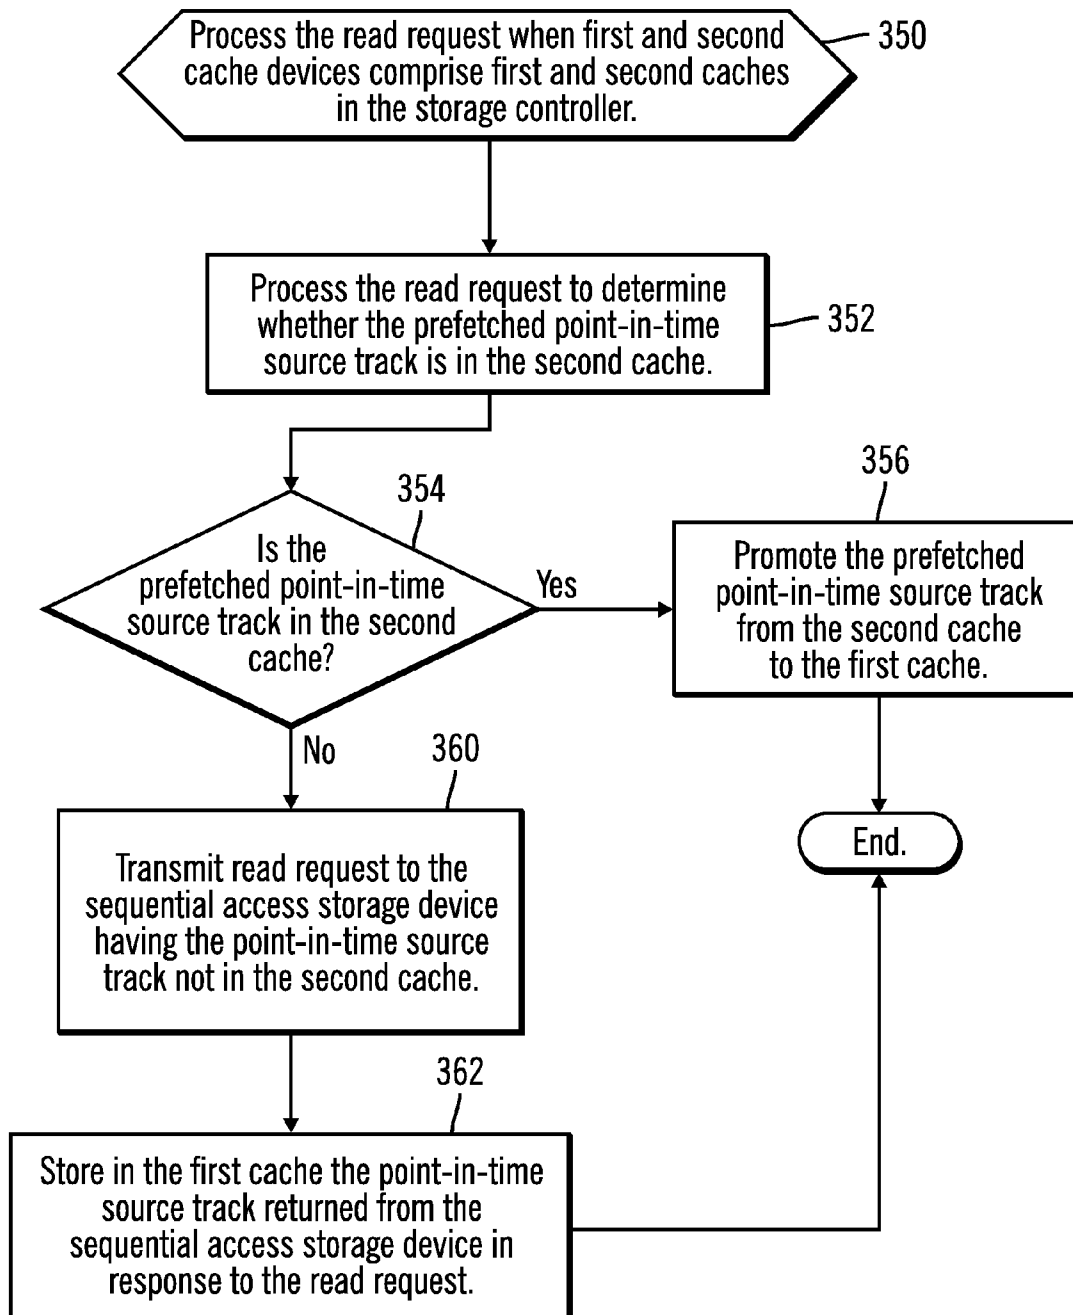 Process the read request when first and second
cache devices comprise first and second caches
in the storage controller.
350
Process the read request to determine
whether the prefetched point-in-time
source track is in the second cache.
352
354
Is the
prefetched point-in-time
source track in the second
cache?
Yes
356
Promote the prefetched
point-in-time source track
from the second cache
to the first cache.
No
360
End.
Transmit read request to the
sequential access storage device
having the point-in-time source
track not in the second cache.
362
Store in the first cache the point-in-time
source track returned from the
sequential access storage device in
response to the read request.